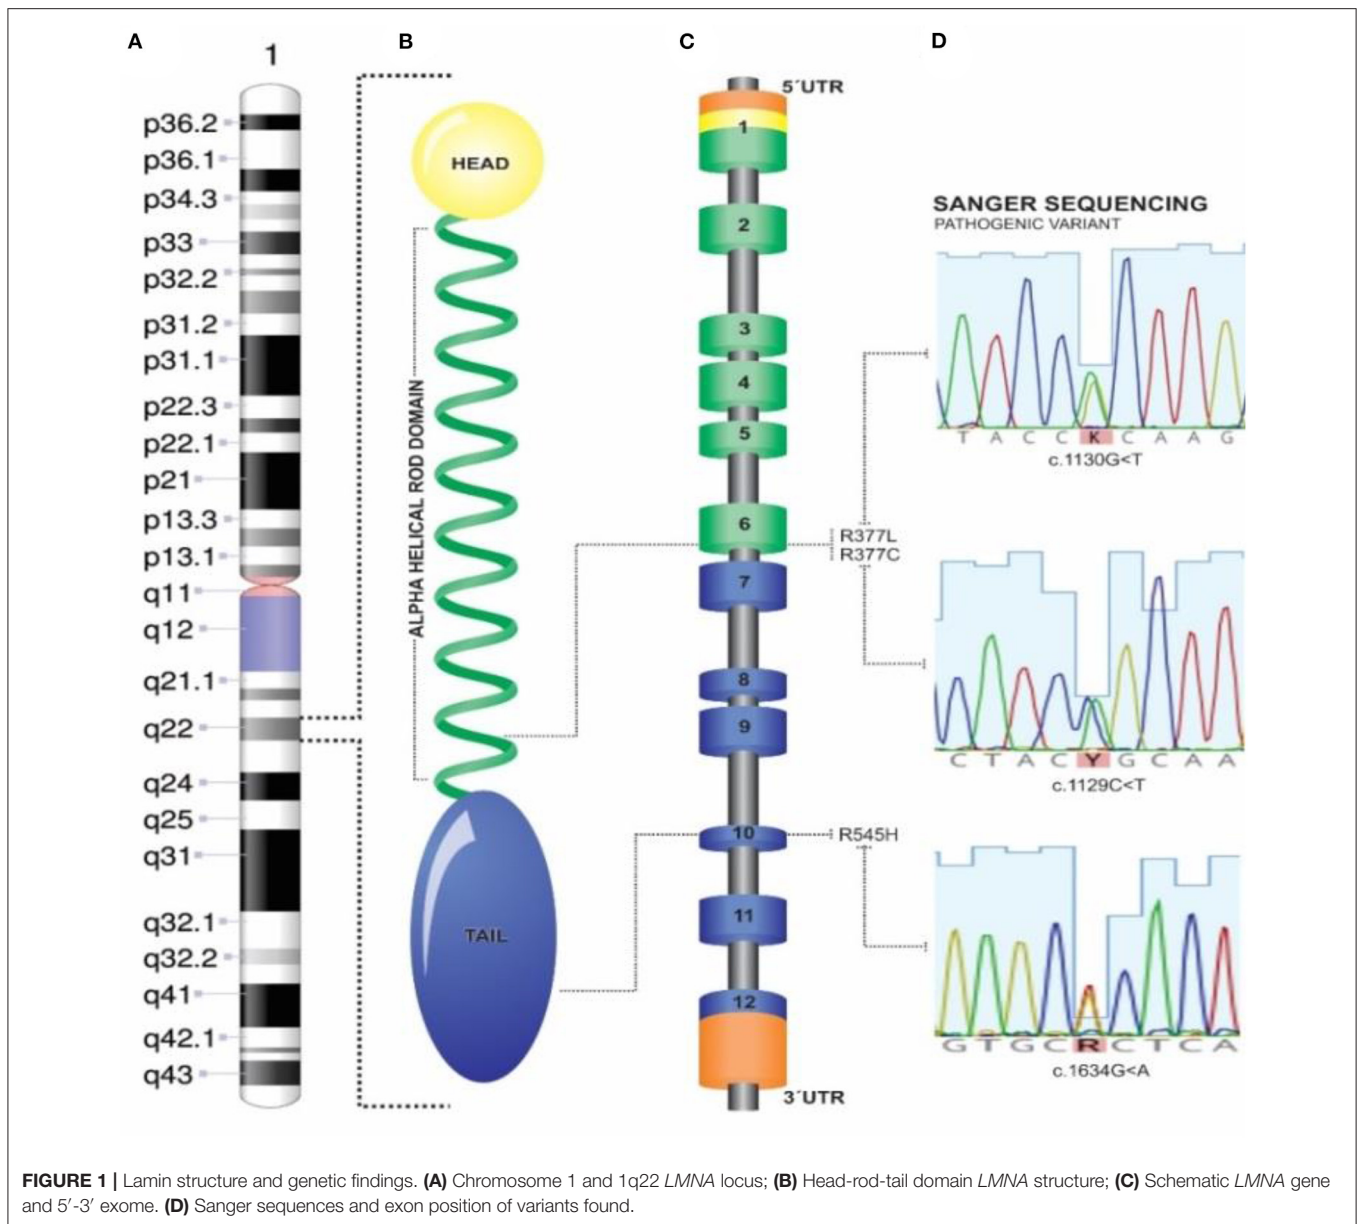 A
B
C
D
1
p36.2
p36.1
p34.3
p33
p32.2
p31.2
p31.1
p22.3
p22.1
p21
p13.3
p13.1
q11
q12
q21.1
q22
q24
q25
q31
q32.1
q32.2
q41
q42.1
q43
HEAD
ALPHA HELICAL ROD DOMAIN
TAIL
5´UTR
1
2
3
4
5
6
7
8
9
10
11
12
3´UTR
R377L
R377C
R545H
SANGER SEQUENCING
PATHOGENIC VARIANT
T A C C K C A A G
c.1130G<T
C T A C Y G C A A
c.1129C<T
G T G C R C T C A
c.1634G<A
FIGURE 1 | Lamin structure and genetic findings. (A) Chromosome 1 and 1q22 LMNA locus; (B) Head-rod-tail domain LMNA structure; (C) Schematic LMNA gene
and 5′-3′ exome. (D) Sanger sequences and exon position of variants found.